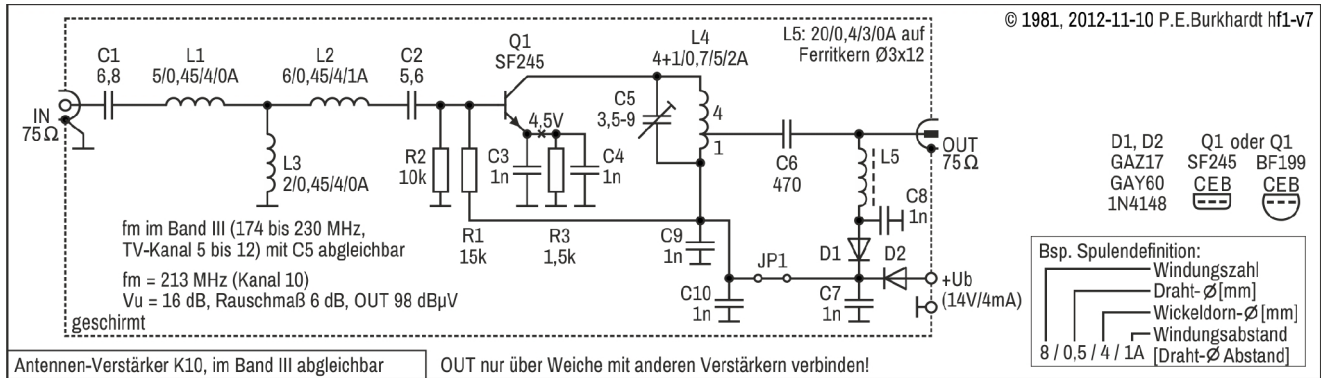 © 1981, 2012-11-10 P.E.Burkhardt hf1-v7
C1
6,8
L1
5/0,45/4/0A
L2
6/0,45/4/1A
C2
5,6
Q1
SF245
L4
4+1/0,7/5/2A
L5: 20/0,4/3/0A auf
Ferritkern Ø3x12
IN
75Ω
L3
2/0,45/4/0A
R2
10k
R1
15k
4,5V
C3
1n
R3
1,5k
C4
1n
C5
3,5-9
4
1
C6
470
L5
OUT
75Ω
C8
1n
C9
1n
C10
1n
JP1
D1
D2
C7
1n
+Ub
(14V/4mA)
D1, D2
GAZ17
GAY60
1N4148
Q1 oder Q1
SF245 BF199
CEB CEB
fm im Band III (174 bis 230 MHz,
TV-Kanal 5 bis 12) mit C5 abgleichbar
fm = 213 MHz (Kanal 10)
Vu = 16 dB, Rauschmaß 6 dB, OUT 98 dBµV
geschirmt
Bsp. Spulendefinition:
Windungszahl
Draht-Ø[mm]
Wickeldorn-Ø[mm]
Windungsabstand
8 / 0,5 / 4 / 1A [Draht-Ø Abstand]
Antennen-Verstärker K10, im Band III abgleichbar
OUT nur über Weiche mit anderen Verstärkern verbinden!